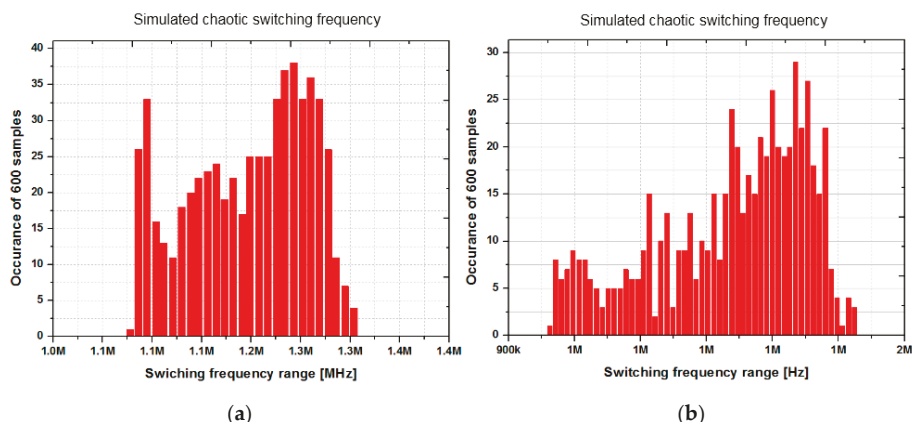 Simulated chaotic switching frequency
Occurance of 600 samples
40
35
30
25
20
15
10
5
0
1.0M 1.1M 1.1M 1.1M 1.2M 1.3M 1.3M 1.4M 1.4M
Swiching frequency range [MHz]
(a)
Simulated chaotic switching frequency
Occurance of 600 samples
30
25
20
15
10
5
0
900k 1M 1M 1M 1M 1M 2M
Switching frequency range [Hz]
(b)